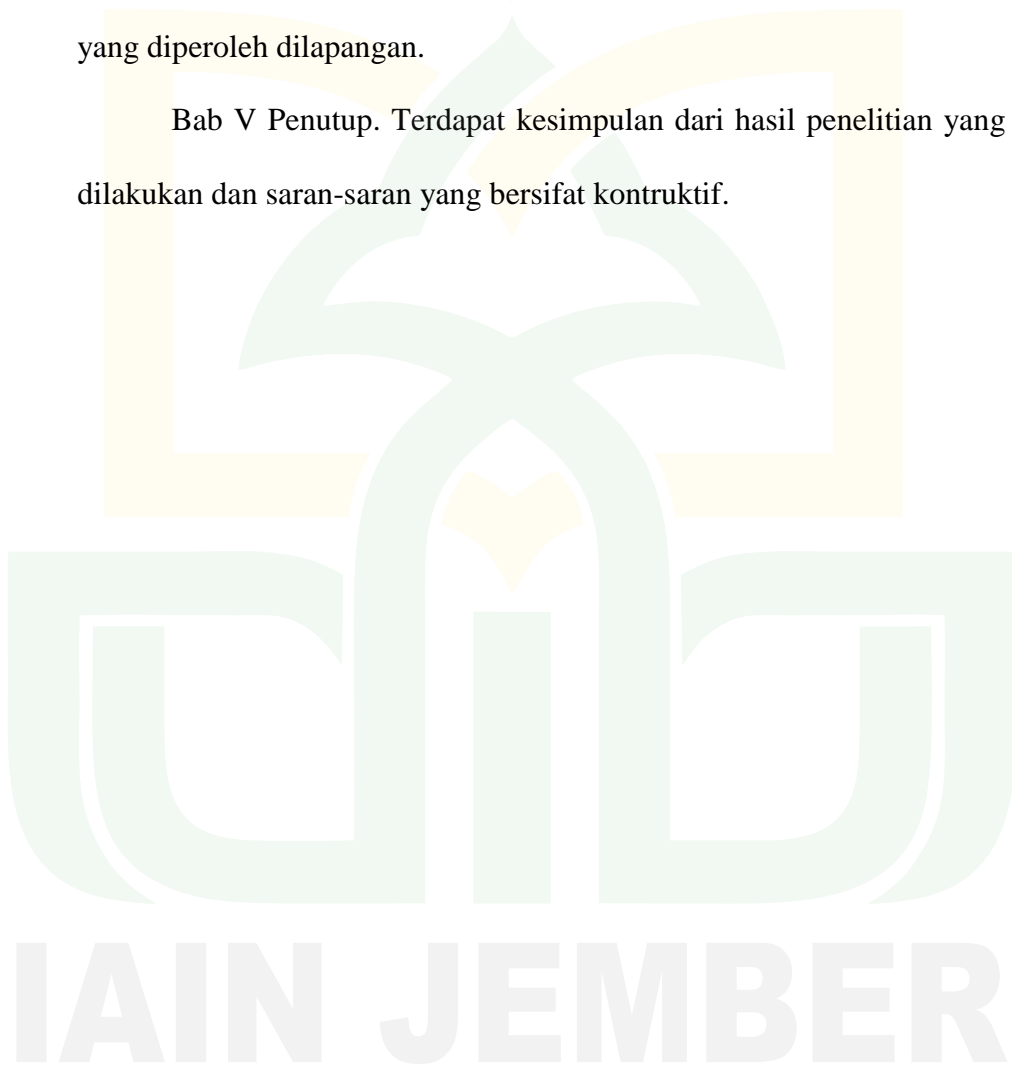 yang diperoleh dilapangan.
Bab V Penutup. Terdapat kesimpulan dari hasil penelitian yang
dilakukan dan saran-saran yang bersifat kontruktif.
IAIN JEMBER